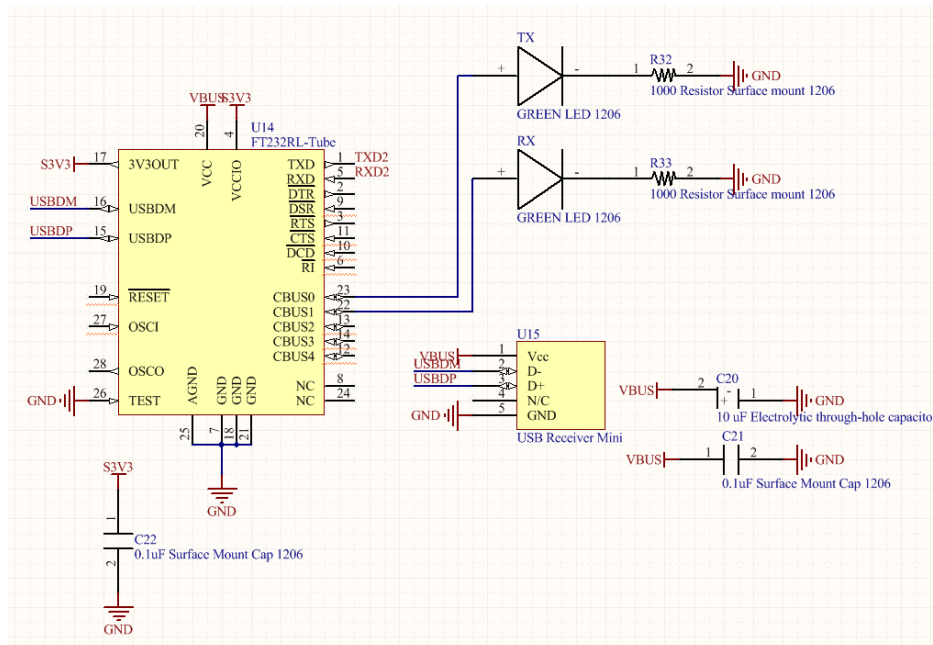 TX
+
-
1
R32
2
GND
1000 Resistor Surface mount 1206
GREEN LED 1206
RX
+
-
1
R33
2
GND
1000 Resistor Surface mount 1206
GREEN LED 1206
VBUS
S3V3
20
4
U14
FT232RL-Tube
S3V3
17
3V3OUT
VCC
VCCIO
TXD
1
TXD2
RXD
5
RXD2
DTR
2
USBDM
16
USBDM
DSR
9
RTS
3
USBDP
15
USBDP
CTS
11
DCD
10
RI
6
19
RESET
CBUS0
23
CBUS1
22
27
OSCI
CBUS2
13
CBUS3
14
CBUS4
12
28
OSCO
NC
8
GND
26
TEST
NC
24
AGND
GND
GND
GND
25
7
18
21
GND
U15
VBUS
1
Vcc
USBDM
2
D-
USBDP
3
D+
4
N/C
GND
5
GND
USB Receiver Mini
VBUS
2
C20
-
+
1
GND
10 uF Electrolytic through-hole capacito
VBUS
1
C21
2
GND
0.1uF Surface Mount Cap 1206
S3V3
1
C22
0.1uF Surface Mount Cap 1206
2
GND